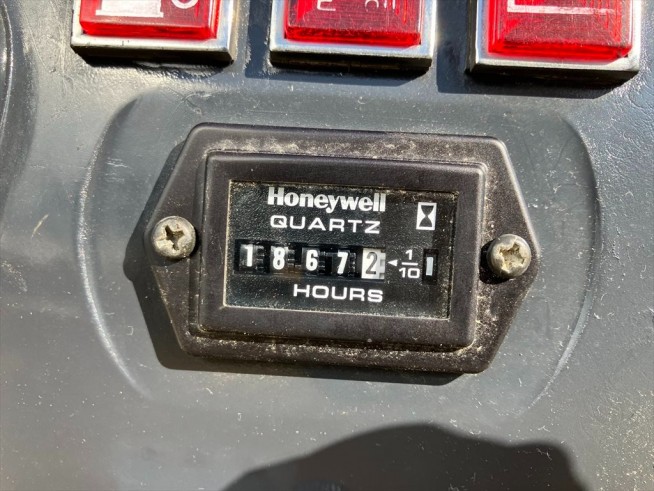 Honeywell
QUARTZ
18672 ◄ 1/10
HOURS